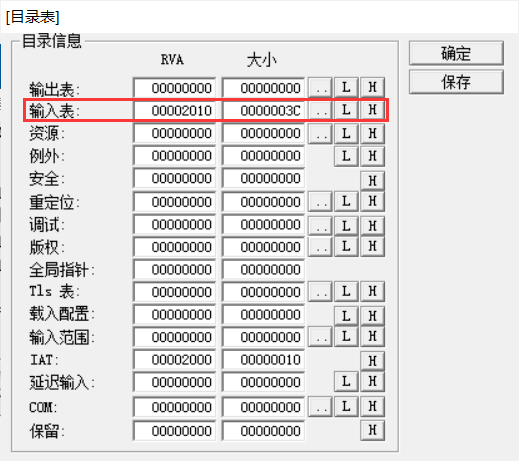 [目录表]
目录信息
RVA 大小
确定
保存
输出表: 00000000 00000000 .. L H
输入表: 00002010 0000003C .. L H
资源: 00000000 00000000 .. L H
例外: 00000000 00000000 L H
安全: 00000000 00000000 H
重定位: 00000000 00000000 .. L H
调试: 00000000 00000000 .. L H
版权: 00000000 00000000 .. L H
全局指针: 00000000 00000000
Tls 表: 00000000 00000000 .. L H
载入配置: 00000000 00000000 L H
输入范围: 00000000 00000000 .. L H
IAT: 00002000 00000010 H
延迟输入: 00000000 00000000 L H
COM: 00000000 00000000 .. L H
保留: 00000000 00000000 H